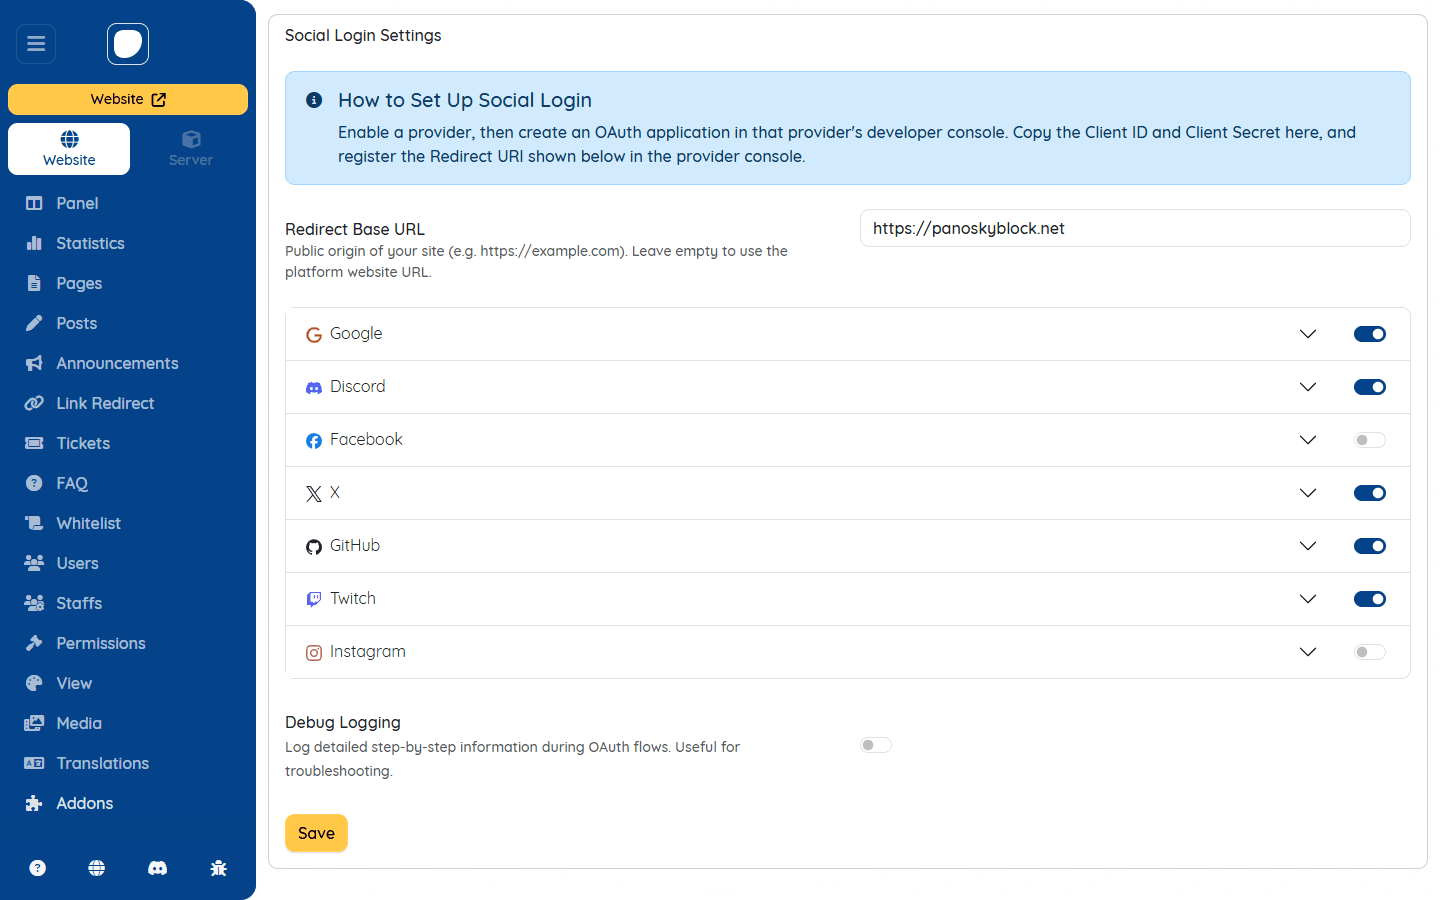 Website
Website
Server
Panel
Statistics
Pages
Posts
Announcements
Link Redirect
Tickets
FAQ
Whitelist
Users
Staffs
Permissions
View
Media
Translations
Addons
Social Login Settings
How to Set Up Social Login
Enable a provider, then create an OAuth application in that provider's developer console. Copy the Client ID and Client Secret here, and
register the Redirect URI shown below in the provider console.
Redirect Base URL
Public origin of your site (e.g. https://example.com). Leave empty to use the
platform website URL.
https://panoskyblock.net
Google
Discord
Facebook
X
GitHub
Twitch
Instagram
Debug Logging
Log detailed step-by-step information during OAuth flows. Useful for
troubleshooting.
Save